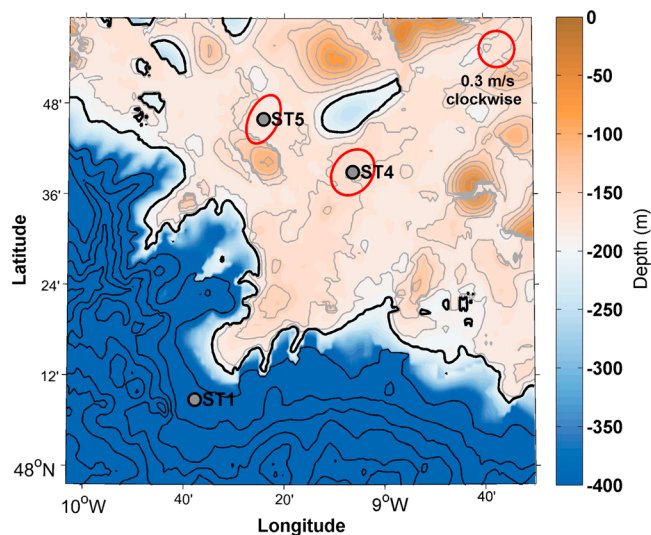 0.3 m/s
clockwise
ST5
ST4
ST1
48'
36'
24'
12'
48°N
10°W
40'
20'
9°W
40'
Latitude
Longitude
0
-50
-100
-150
-200
-250
-300
-350
-400
Depth (m)